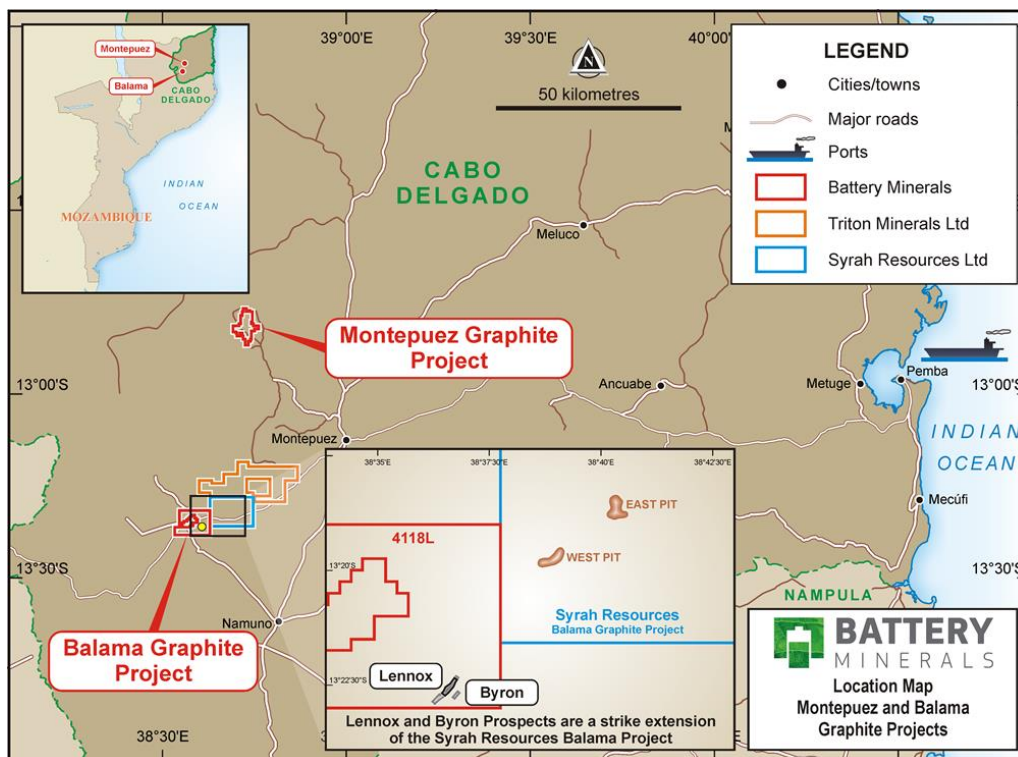 Montepuez
Balama
CABO
DELGADO
MOZAMBIQUE
INDIAN
OCEAN
39°00'E
39°30'E
40°00'
N
50 kilometres
LEGEND
Cities/towns
Major roads
Ports
Battery Minerals
Triton Minerals Ltd
Syrah Resources Ltd
CABO
DELGADO
Meluco
Montepuez Graphite
Project
13°00'S
Ancuabe
Metuge
Pemba
13°00'S
Montepuez
INDIAN
OCEAN
Mecúfi
13°30'S
13°30'S
NAMPULA
Namuno
Balama Graphite
Project
38°30'E
38°35'E
38°37'30"E
38°40'E
38°42'30"E
4118L
EAST PIT
WEST PIT
13°20'S
Syrah Resources
Balama Graphite Project
13°22'30"S
Lennox
Byron
Lennox and Byron Prospects are a strike extension
of the Syrah Resources Balama Project
BATTERY
MINERALS
Location Map
Montepuez and Balama
Graphite Projects